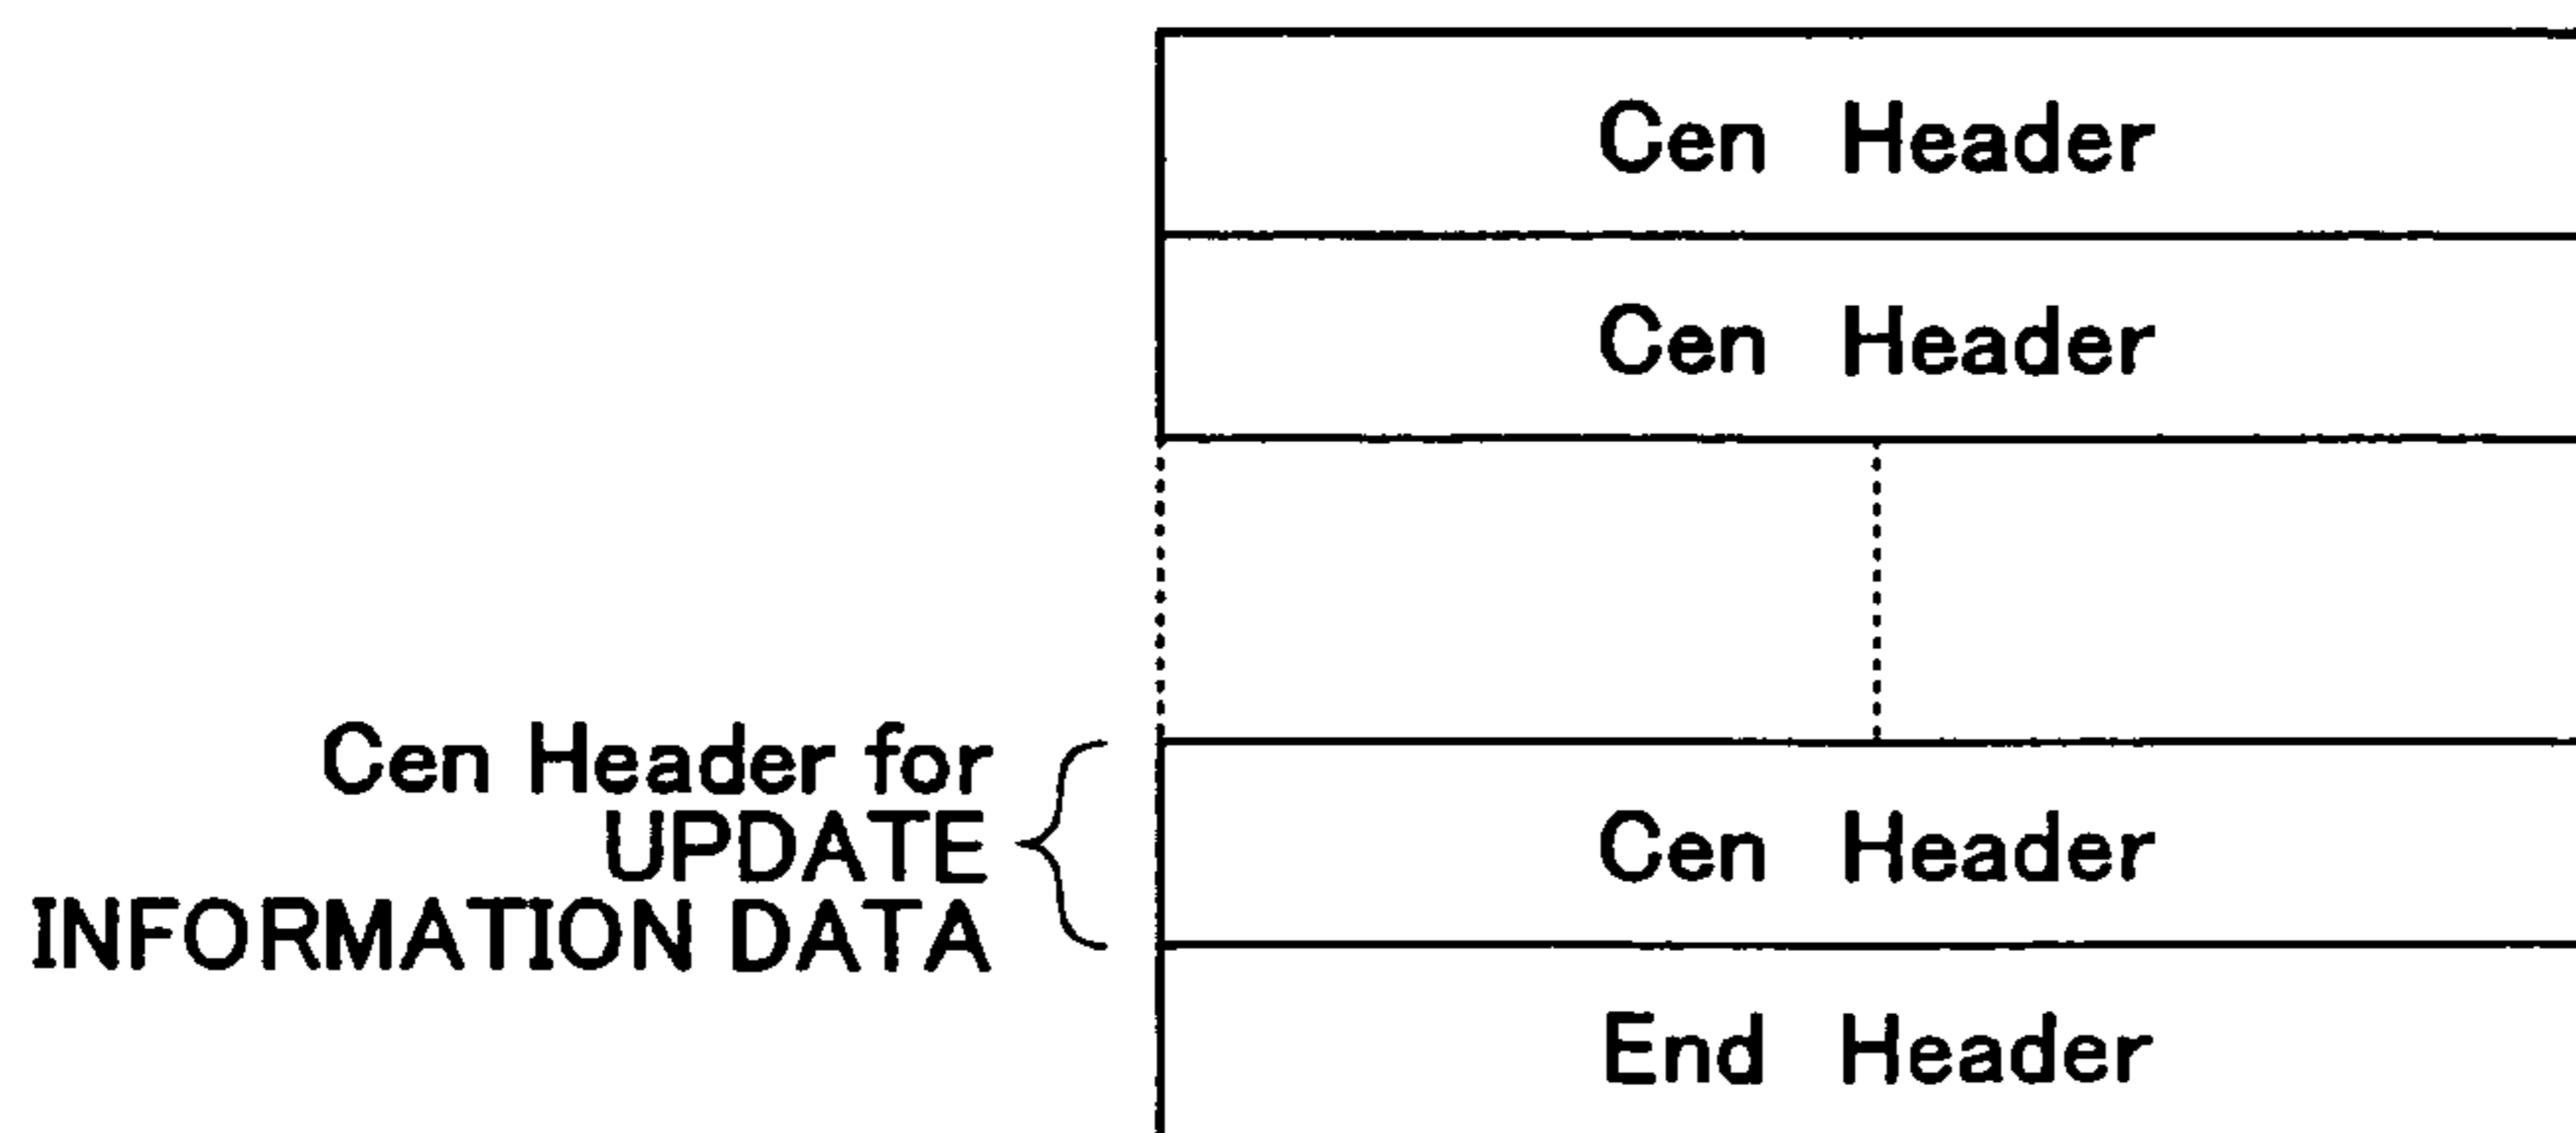 Cen Header
Cen Header
Cen Header for
UPDATE
INFORMATION DATA
Cen Header
End Header